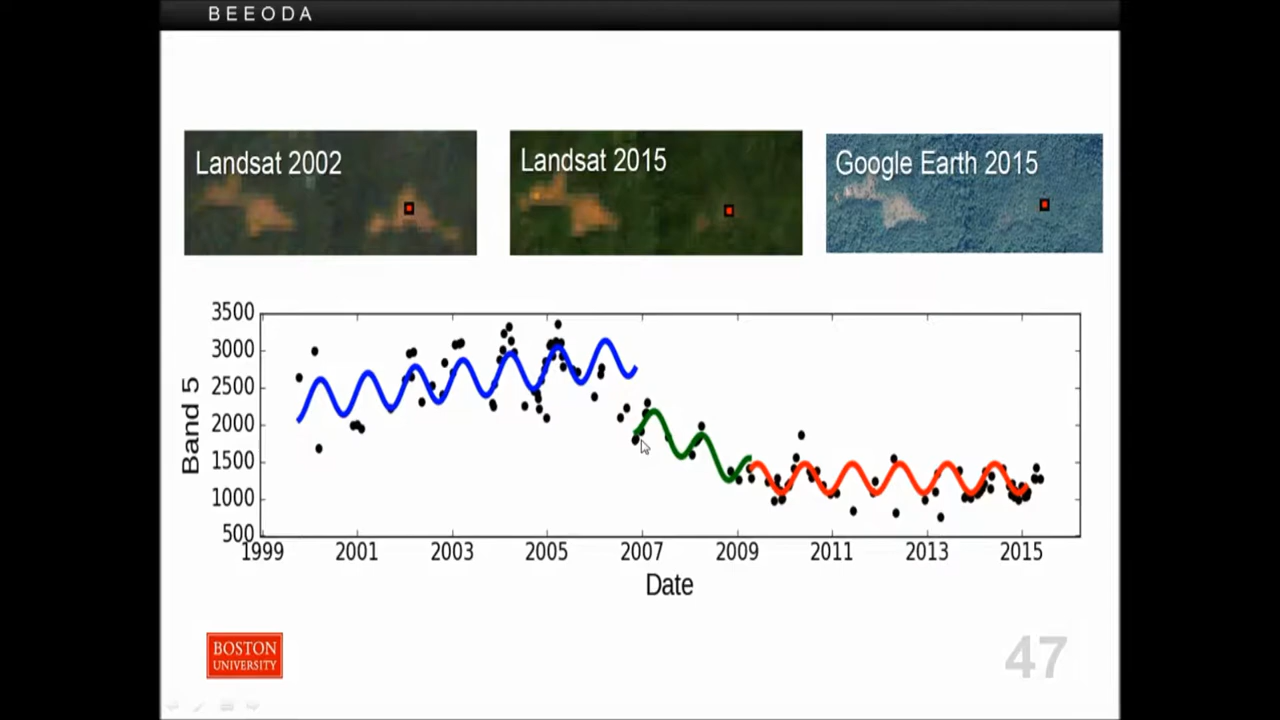 BEEODA
Landsat 2002
Landsat 2015
Google Earth 2015
3500
3000
2500
2000
1500
1000
500
Band 5
1999 2001 2003 2005 2007 2009 2011 2013 2015
Date
BOSTON
UNIVERSITY
47